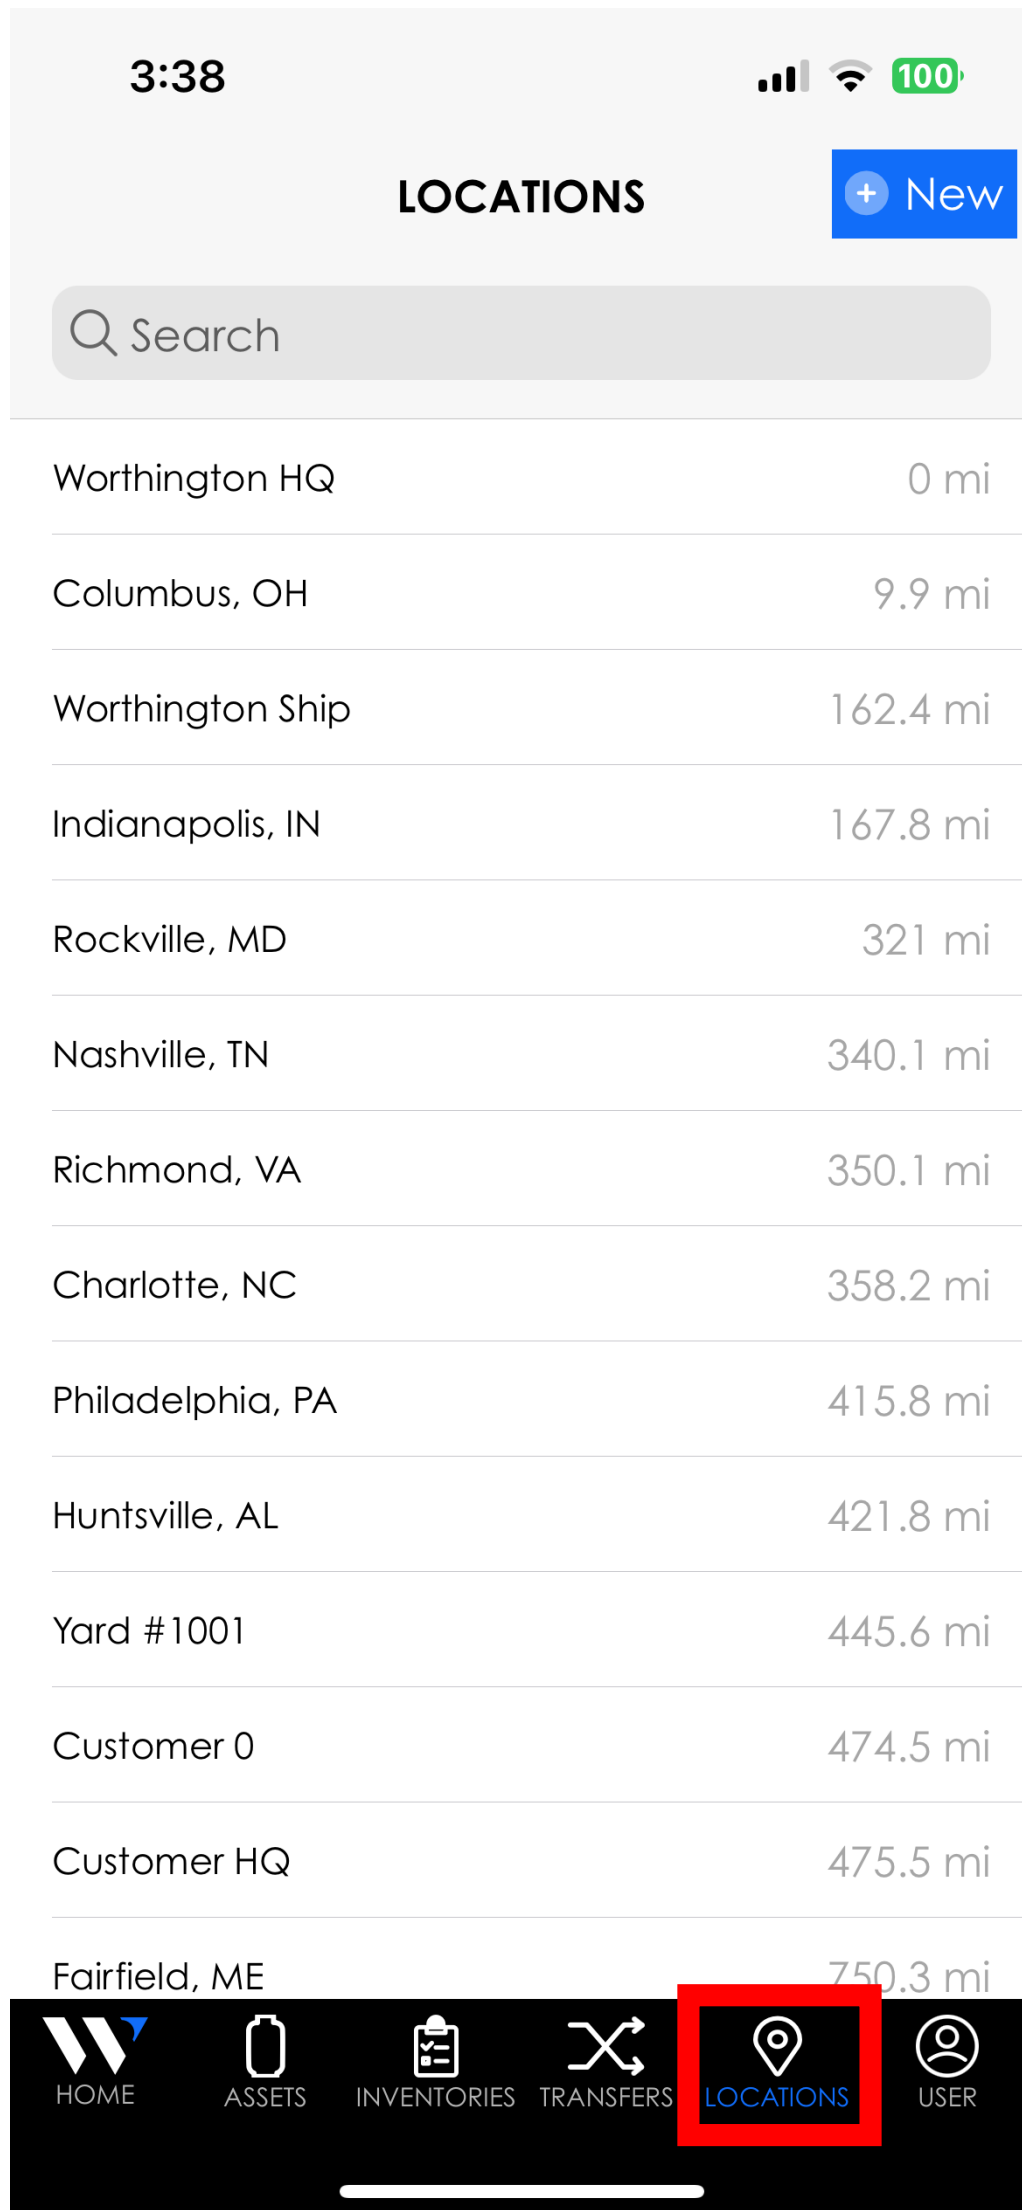 3:38 100
LOCATIONS + New
Search
Worthington HQ 0 mi
Columbus, OH 9.9 mi
Worthington Ship 162.4 mi
Indianapolis, IN 167.8 mi
Rockville, MD 321 mi
Nashville, TN 340.1 mi
Richmond, VA 350.1 mi
Charlotte, NC 358.2 mi
Philadelphia, PA 415.8 mi
Huntsville, AL 421.8 mi
Yard #1001 445.6 mi
Customer 0 474.5 mi
Customer HQ 475.5 mi
Fairfield, ME 750.3 mi
HOME ASSETS INVENTORIES TRANSFERS LOCATIONS USER